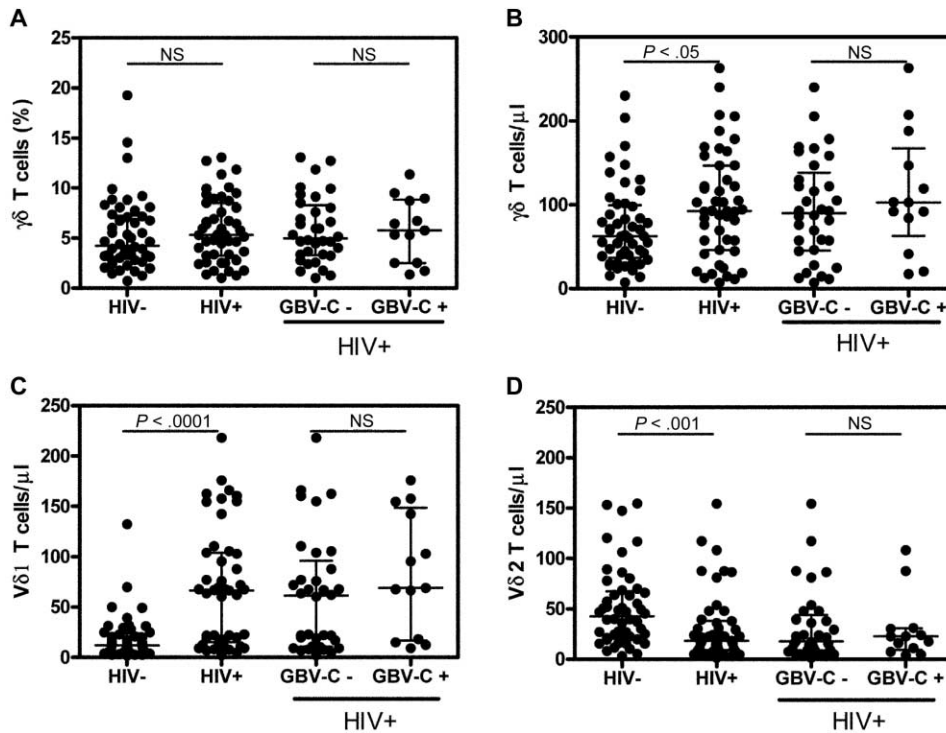 A
γδ T cells (%)
25
20
15
10
5
0
NS
NS
HIV-
HIV+
GBV-C -
GBV-C +
HIV+
B
γδ T cells/μl
300
200
100
0
P < .05
NS
HIV-
HIV+
GBV-C -
GBV-C +
HIV+
C
Vδ1 T cells/μl
250
200
150
100
50
0
P < .0001
NS
HIV-
HIV+
GBV-C -
GBV-C +
HIV+
D
Vδ2 T cells/μl
250
200
150
100
50
0
P < .001
NS
HIV-
HIV+
GBV-C -
GBV-C +
HIV+